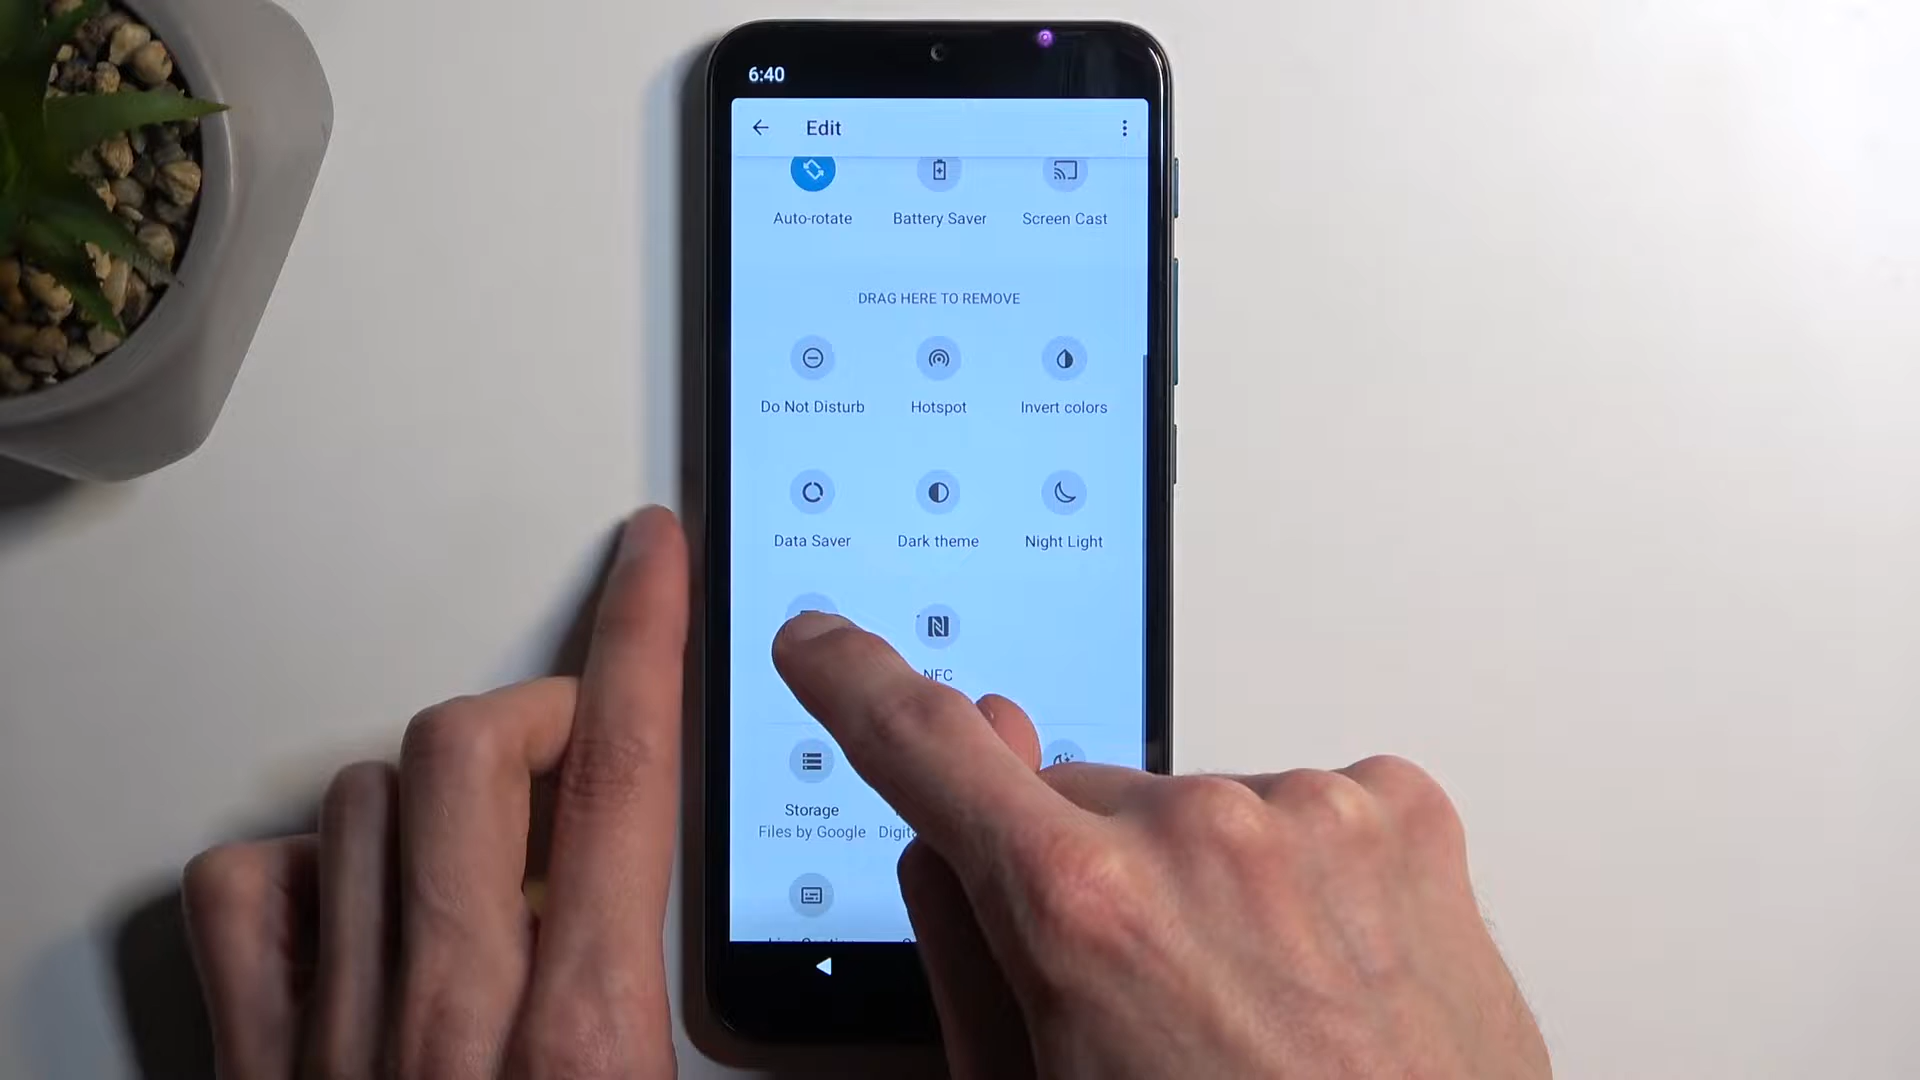 6:40
Edit
Auto-rotate
Battery Saver
Screen Cast
DRAG HERE TO REMOVE
Do Not Disturb
Hotspot
Invert colors
Data Saver
Dark theme
Night Light
NFC
Storage
Files by Google